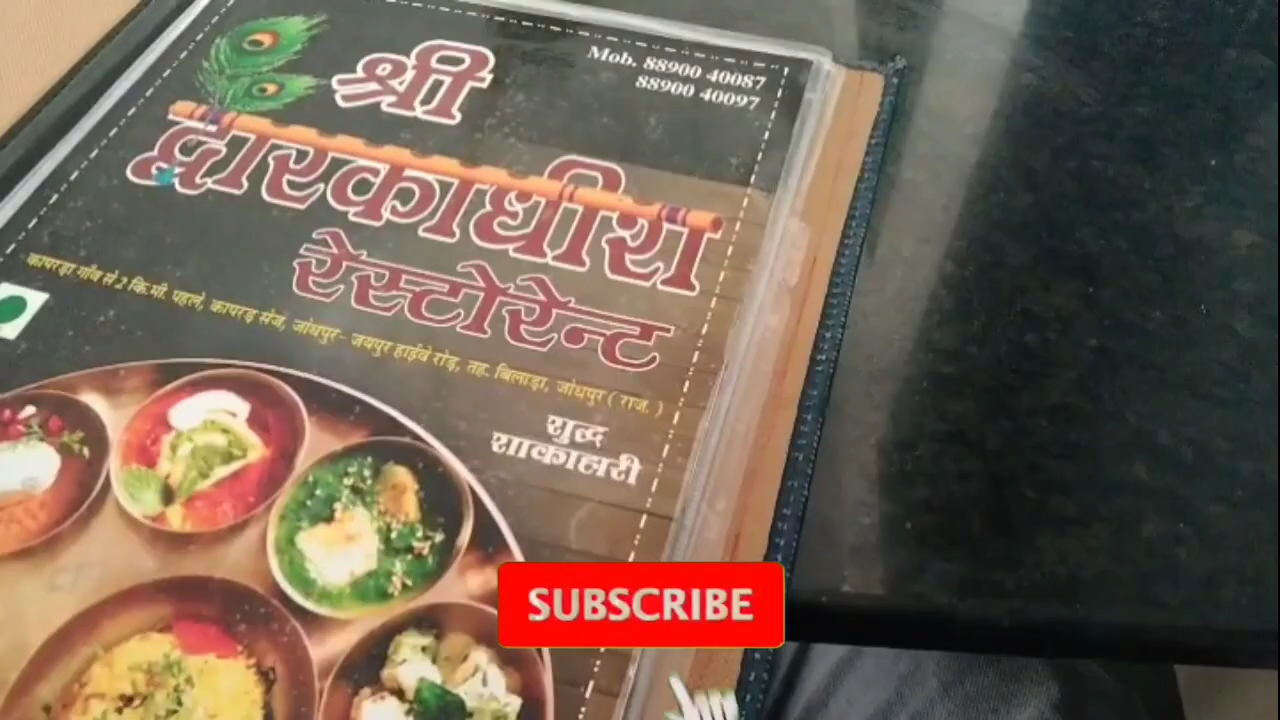 श्री
Mob. 88900 40087
88900 40097
द्वारकाधीश
रेस्टोरेन्ट
कापरड़ा गाँव से 2 कि.मी. पहले, कापरड़ा सेज, जोधपुर- जयपुर हाईवे रोड़, तह. बिलाड़ा, जोधपुर ( राज. )
शुद्ध
शाकाहारी
SUBSCRIBE